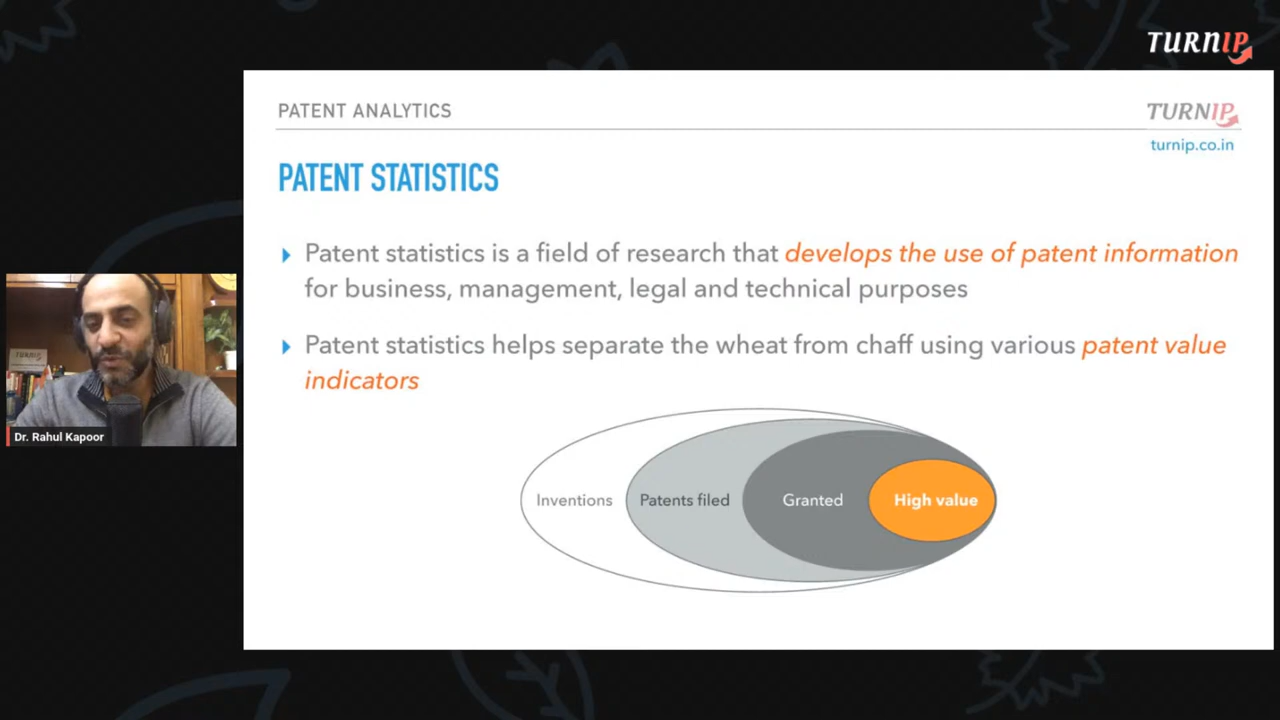 TURNIP
PATENT ANALYTICS
TURNIP
turnip.co.in
PATENT STATISTICS
Patent statistics is a field of research that develops the use of patent information
for business, management, legal and technical purposes
Patent statistics helps separate the wheat from chaff using various patent value
indicators
Inventions
Patents filed
Granted
High value
TURNIP
Dr. Rahul Kapoor